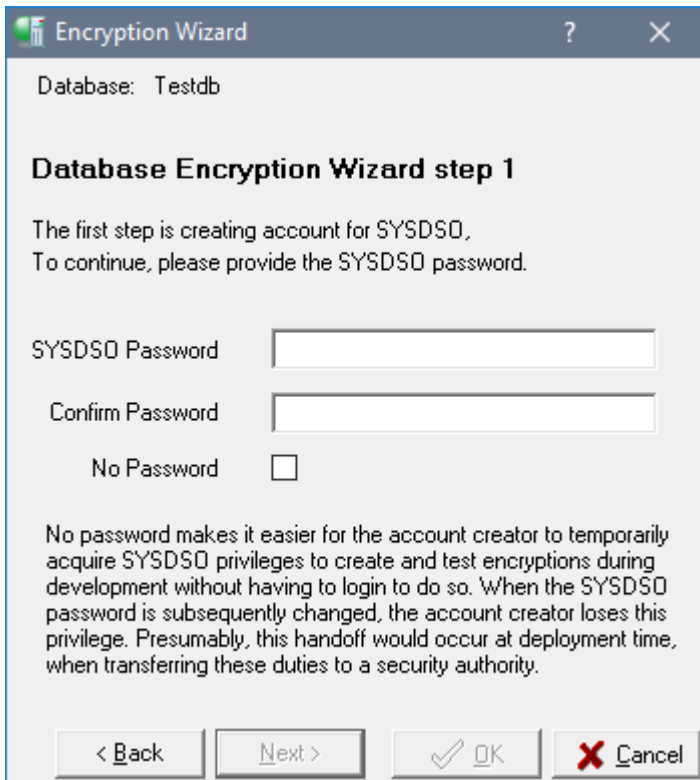 Encryption Wizard ?
Database: Testdb
Database Encryption Wizard step 1
The first step is creating account for SYSDSO,
To continue, please provide the SYSDSO password.
SYSDSO Password
Confirm Password
No Password
No password makes it easier for the account creator to temporarily
acquire SYSDSO privileges to create and test encryptions during
development without having to login to do so. When the SYSDSO
password is subsequently changed, the account creator loses this
privilege. Presumably, this handoff would occur at deployment time,
when transferring these duties to a security authority.
< Back Next > OK Cancel